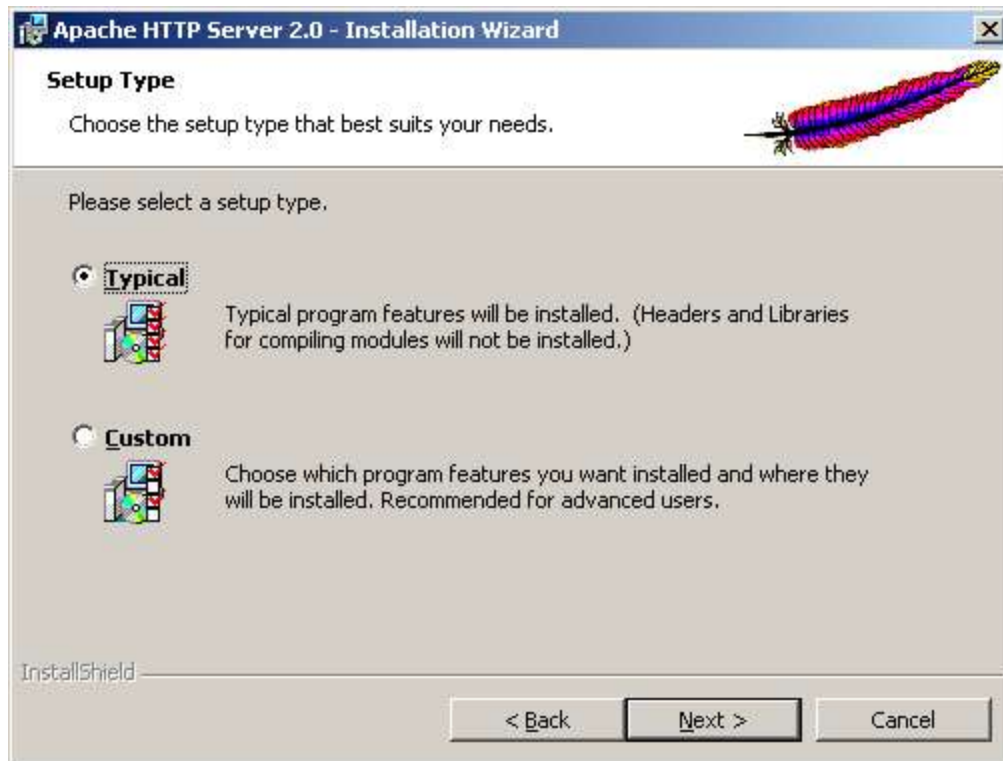 Apache HTTP Server 2.0 - Installation Wizard
Setup Type
Choose the setup type that best suits your needs.
Please select a setup type.
Typical
Typical program features will be installed. (Headers and Libraries
for compiling modules will not be installed.)
Custom
Choose which program features you want installed and where they
will be installed. Recommended for advanced users.
InstallShield
< Back Next > Cancel